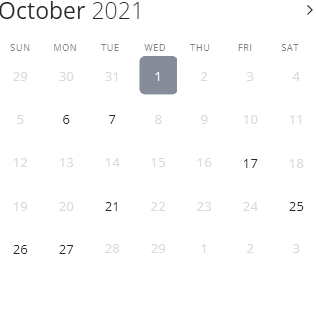 October 2021
SUN MON TUE WED THU FRI SAT
29 30 31 1 2 3 4
5 6 7 8 9 10 11
12 13 14 15 16 17 18
19 20 21 22 23 24 25
26 27 28 29 1 2 3